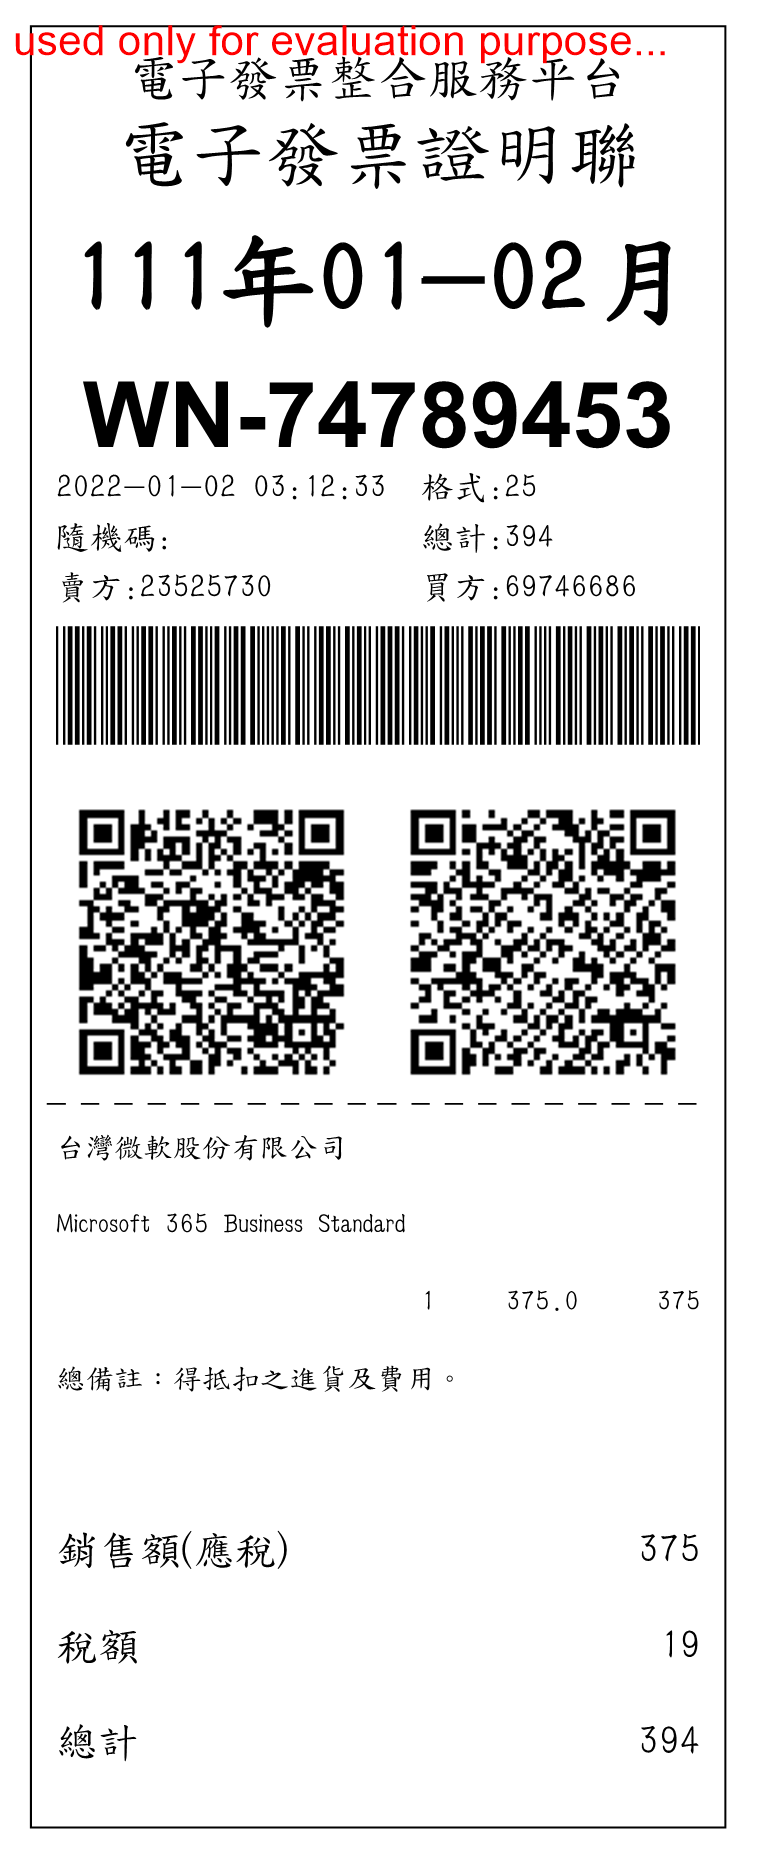 used only for evaluation purpose...
電子發票整合服務平台
電子發票證明聯
111年01-02月
WN-74789453
2022-01-02 03:12:33 格式:25
隨機碼: 總計:394
賣方:23525730 買方:69746686
台灣微軟股份有限公司
Microsoft 365 Business Standard
1 375.0 375
總備註：得抵扣之進貨及費用。
銷售額(應稅) 375
稅額 19
總計 394